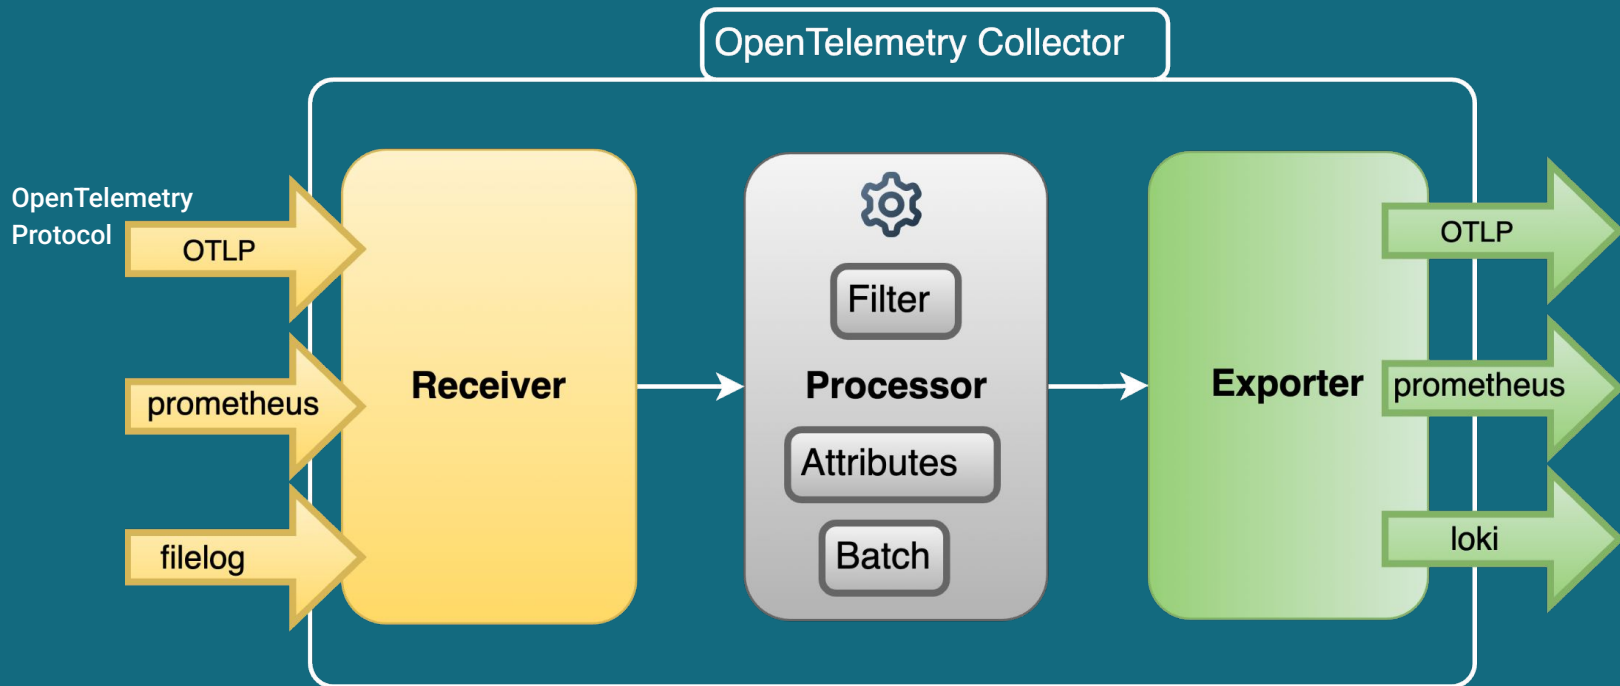 OpenTelemetry Collector
OpenTelemetry
Protocol
OTLP
prometheus
filelog
Receiver
Filter
Processor
Attributes
Batch
Exporter
OTLP
prometheus
loki